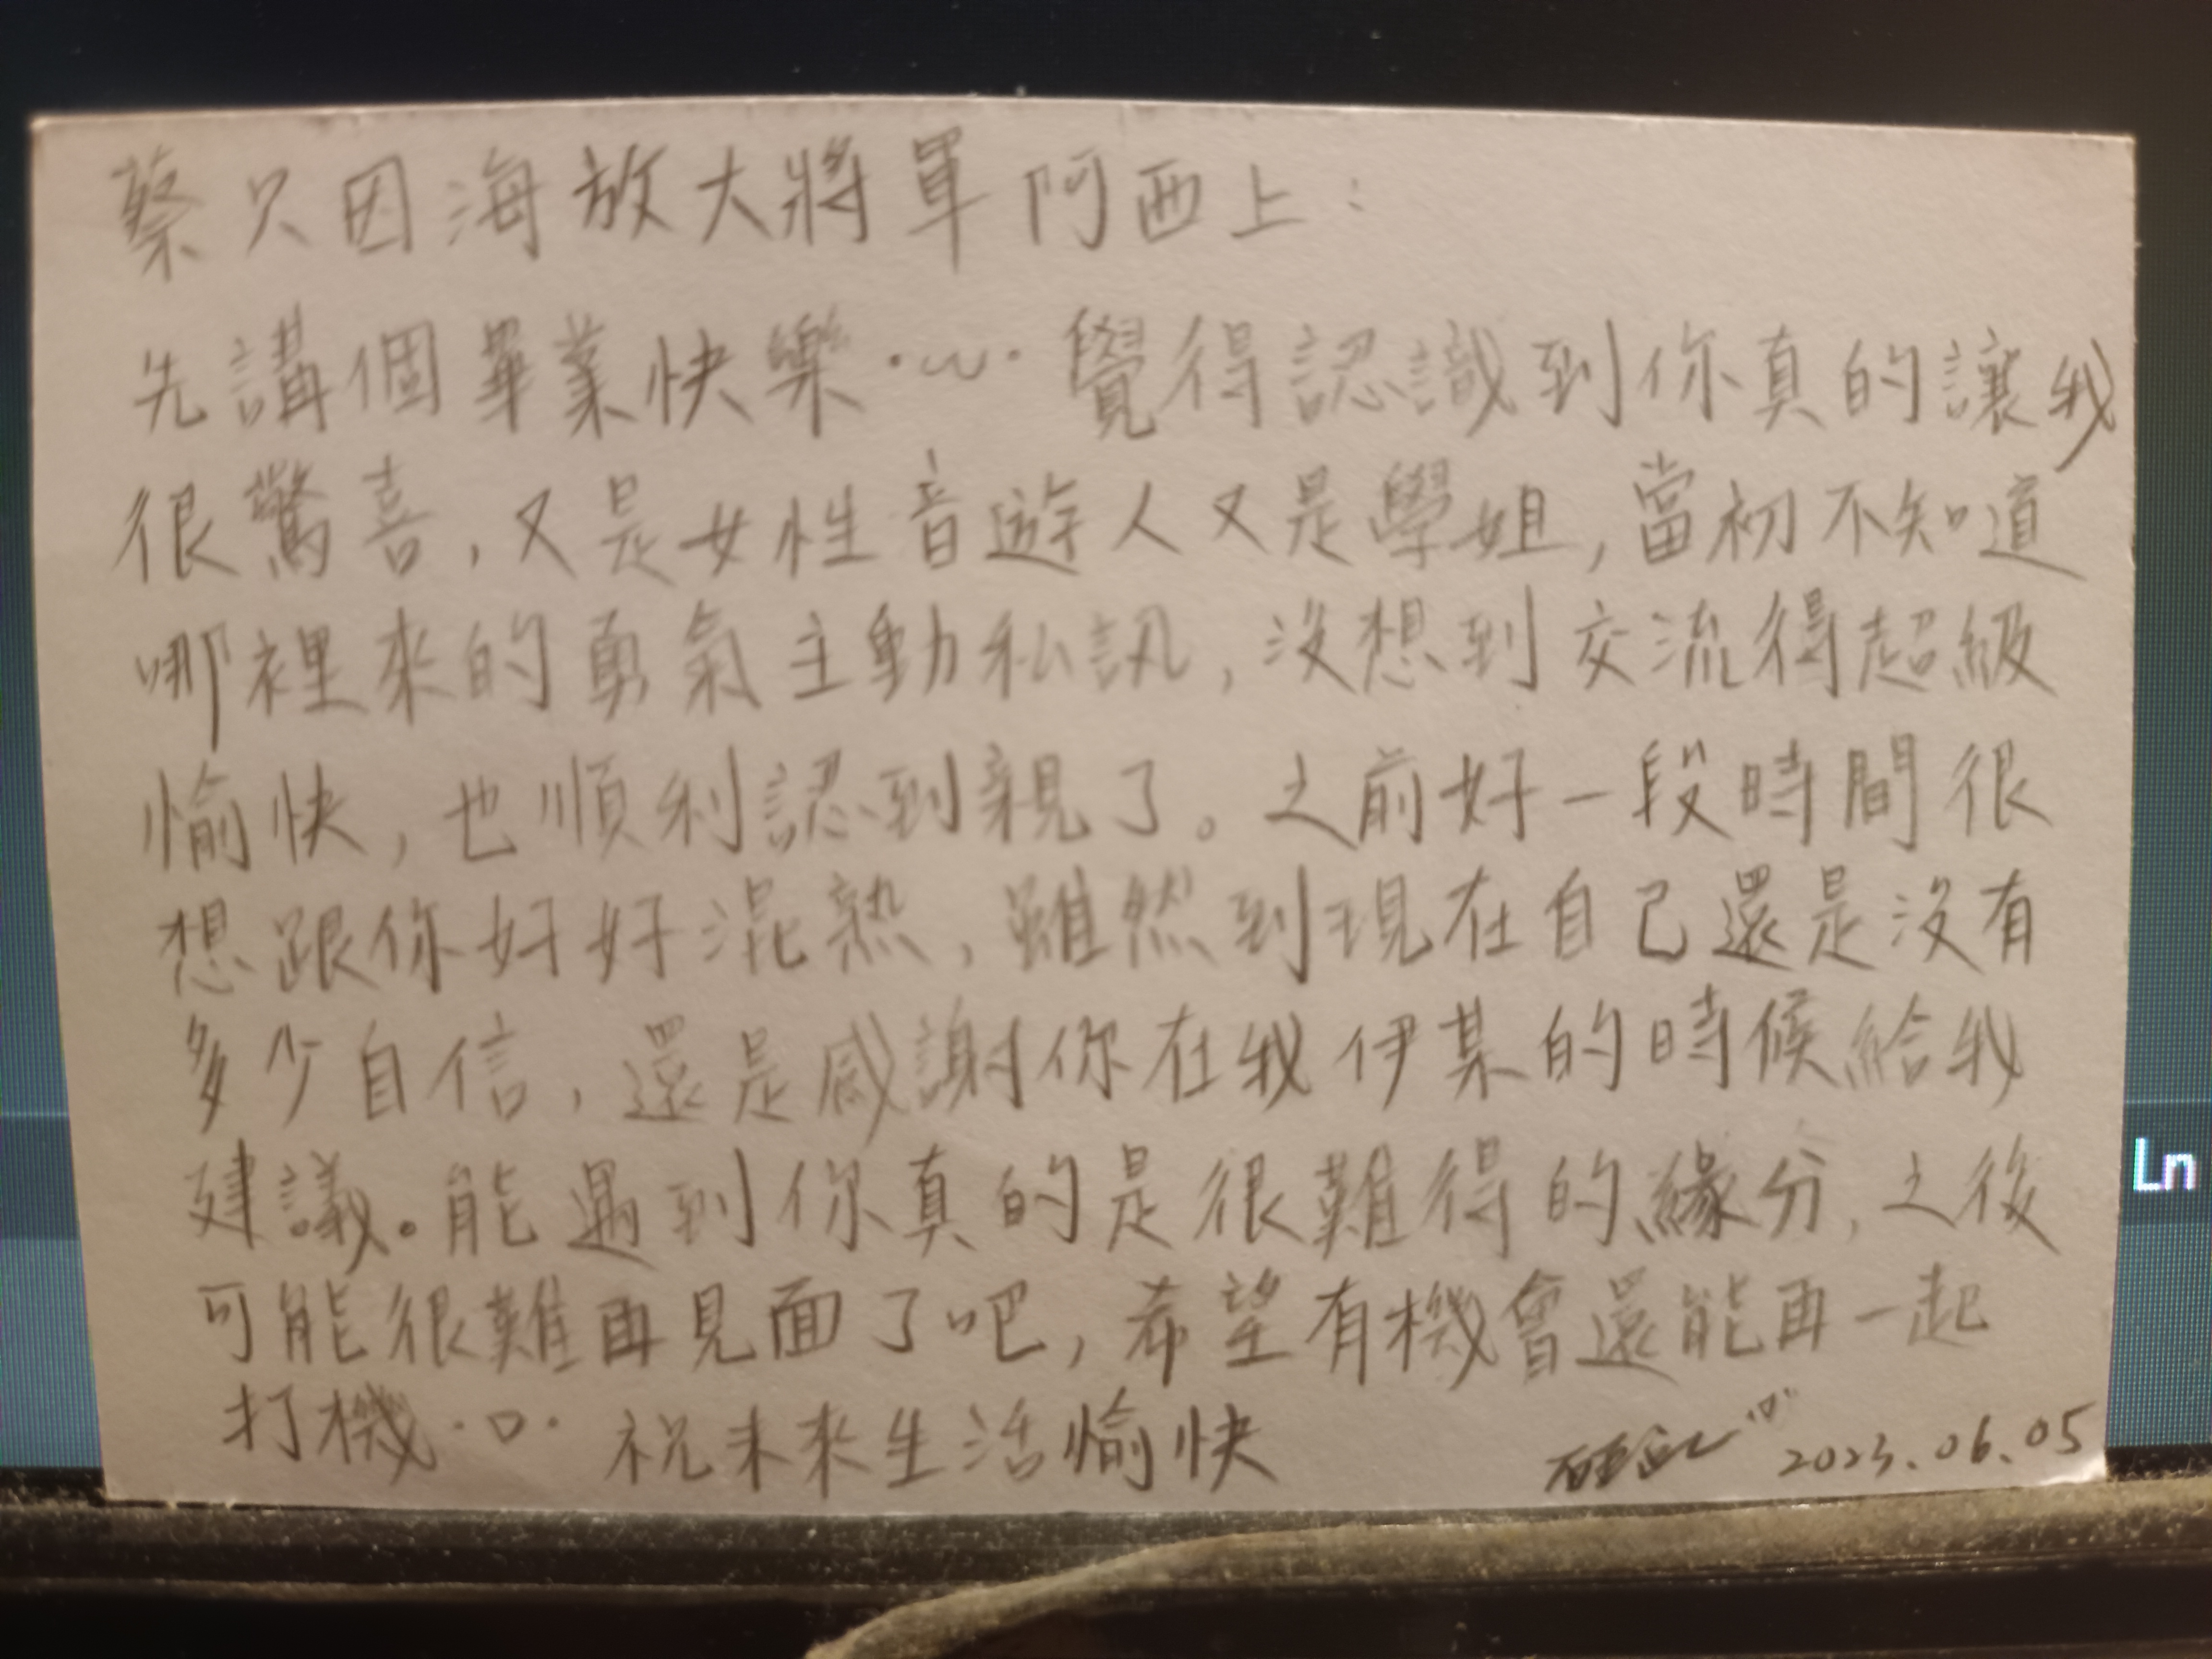 蔡只因海放大將軍阿西上：
先講個畢業快樂·ω· 覺得認識到你真的讓我
很驚喜，又是女性音遊人又是學姐，當初不知道
哪裡來的勇氣主動私訊，沒想到交流得超級
愉快，也順利認到親了。之前好一段時間很
想跟你好好混熟，雖然到現在自己還是沒有
多少自信，還是感謝你在我伊某的時候給我
建議。能遇到你真的是很難得的緣分，之後
可能很難再見面了吧，希望有機會還能再一起
打機·口· 祝未來生活愉快
2023.06.05
Ln